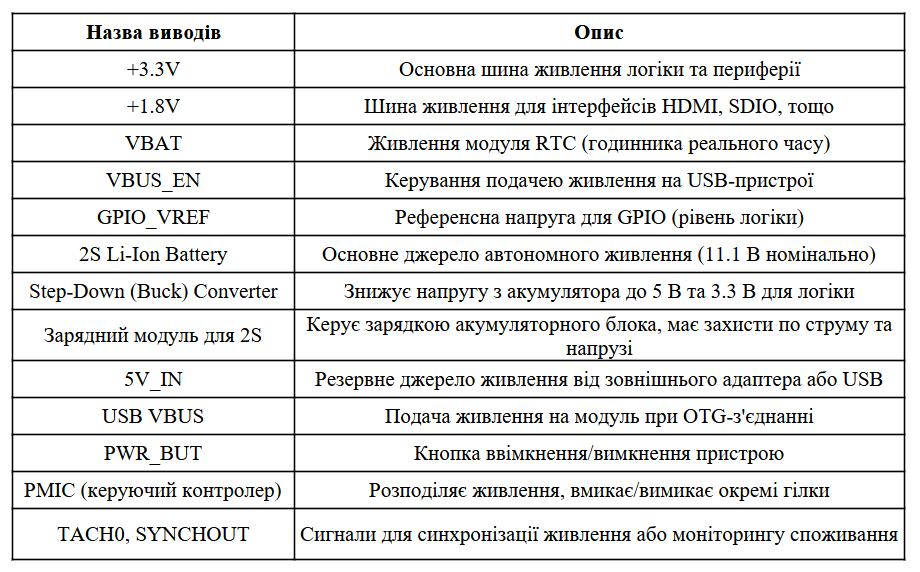 Назва виводів Опис
+3.3V Основна шина живлення логіки та периферії
+1.8V Шина живлення для інтерфейсів HDMI, SDIO, тощо
VBAT Живлення модуля RTC (годинника реального часу)
VBUS_EN Керування подачею живлення на USB-пристрої
GPIO_VREF Референсна напруга для GPIO (рівень логіки)
2S Li-Ion Battery Основне джерело автономного живлення (11.1 В номінально)
Step-Down (Buck) Converter Знижує напругу з акумулятора до 5 В та 3.3 В для логіки
Зарядний модуль для 2S Керує зарядкою акумуляторного блока, має захисти по струму та
напрузі
5V_IN Резервне джерело живлення від зовнішнього адаптера або USB
USB VBUS Подача живлення на модуль при OTG-з'єднанні
PWR_BUT Кнопка ввімкнення/вимкнення пристрою
PMIC (керуючий контролер) Розподіляє живлення, вмикає/вимикає окремі гілки
TACH0, SYNCHOUT Сигнали для синхронізації живлення або моніторингу споживання